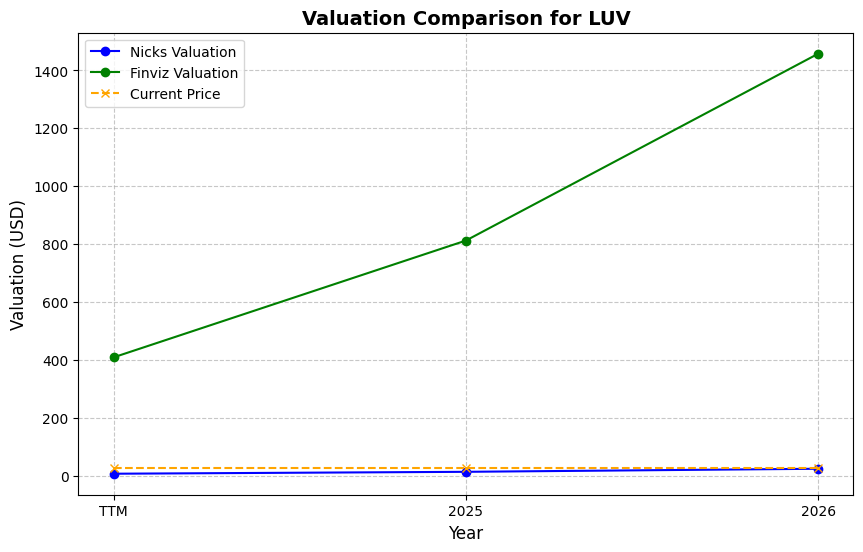 Valuation Comparison for LUV
Nicks Valuation
Finviz Valuation
Current Price
Valuation (USD)
1400
1200
1000
800
600
400
200
0
TTM
2025
2026
Year